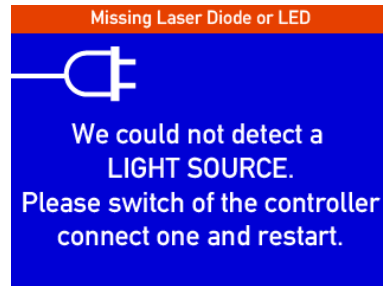 Missing Laser Diode or LED
We could not detect a
LIGHT SOURCE.
Please switch of the controller
connect one and restart.